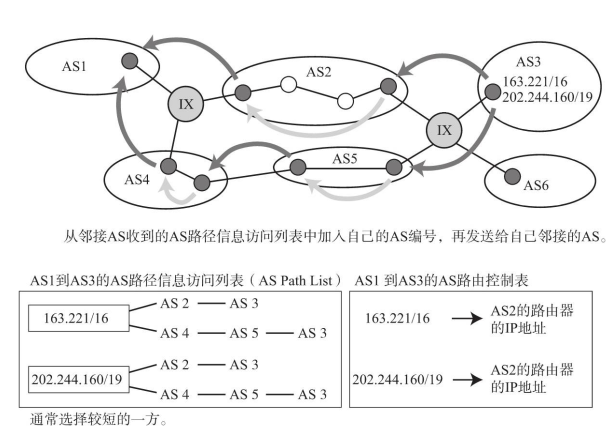 AS1
AS2
AS3
163.221/16
202.244.160/19
IX
IX
AS4
AS5
AS6
从邻接AS收到的AS路径信息访问列表中加入自己的AS编号，再发送给自己邻接的AS。
AS1到AS3的AS路径信息访问列表（AS Path List）
163.221/16
AS 2 AS 3
AS 4 AS 5 AS 3
202.244.160/19
AS 2 AS 3
AS 4 AS 5 AS 3
通常选择较短的一方。
AS1 到AS3的AS路由控制表
163.221/16
AS2的路由器
的IP地址
202.244.160/19
AS2的路由器
的IP地址